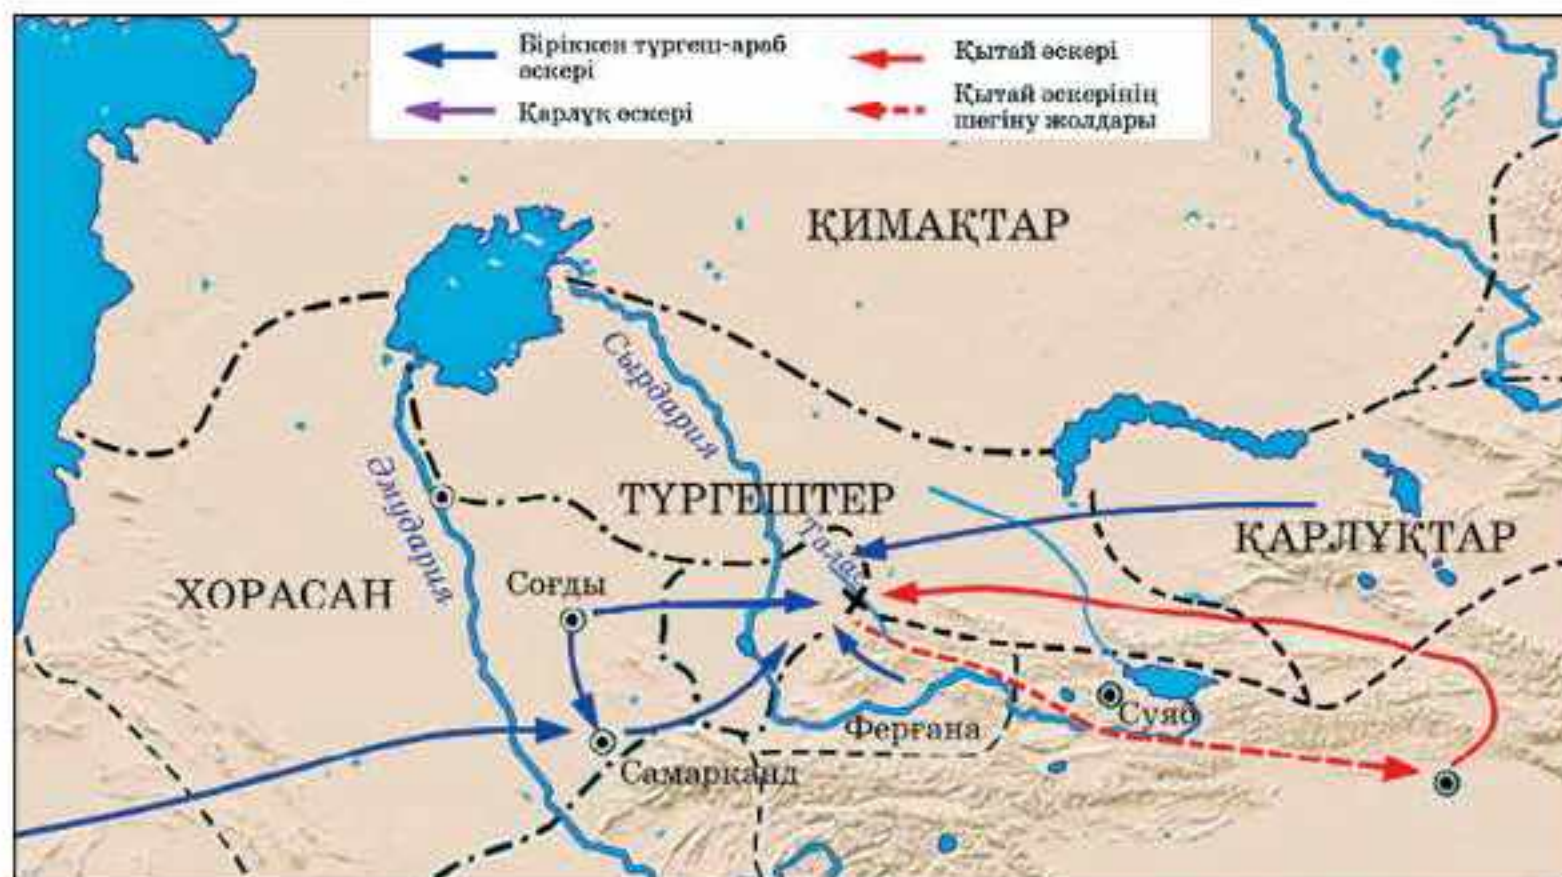 Біріккен түргеш-араб
әскері
Қарлұқ әскері
Қытай әскері
Қытай әскерінің
шегіну жолдары
ҚИМАҚТАР
Сырдария
Әмудария
ТҮРГЕШТЕР
Талас
ҚАРЛҰҚТАР
ХОРАСАН
Соғды
Суяб
Ферғана
Самарканд